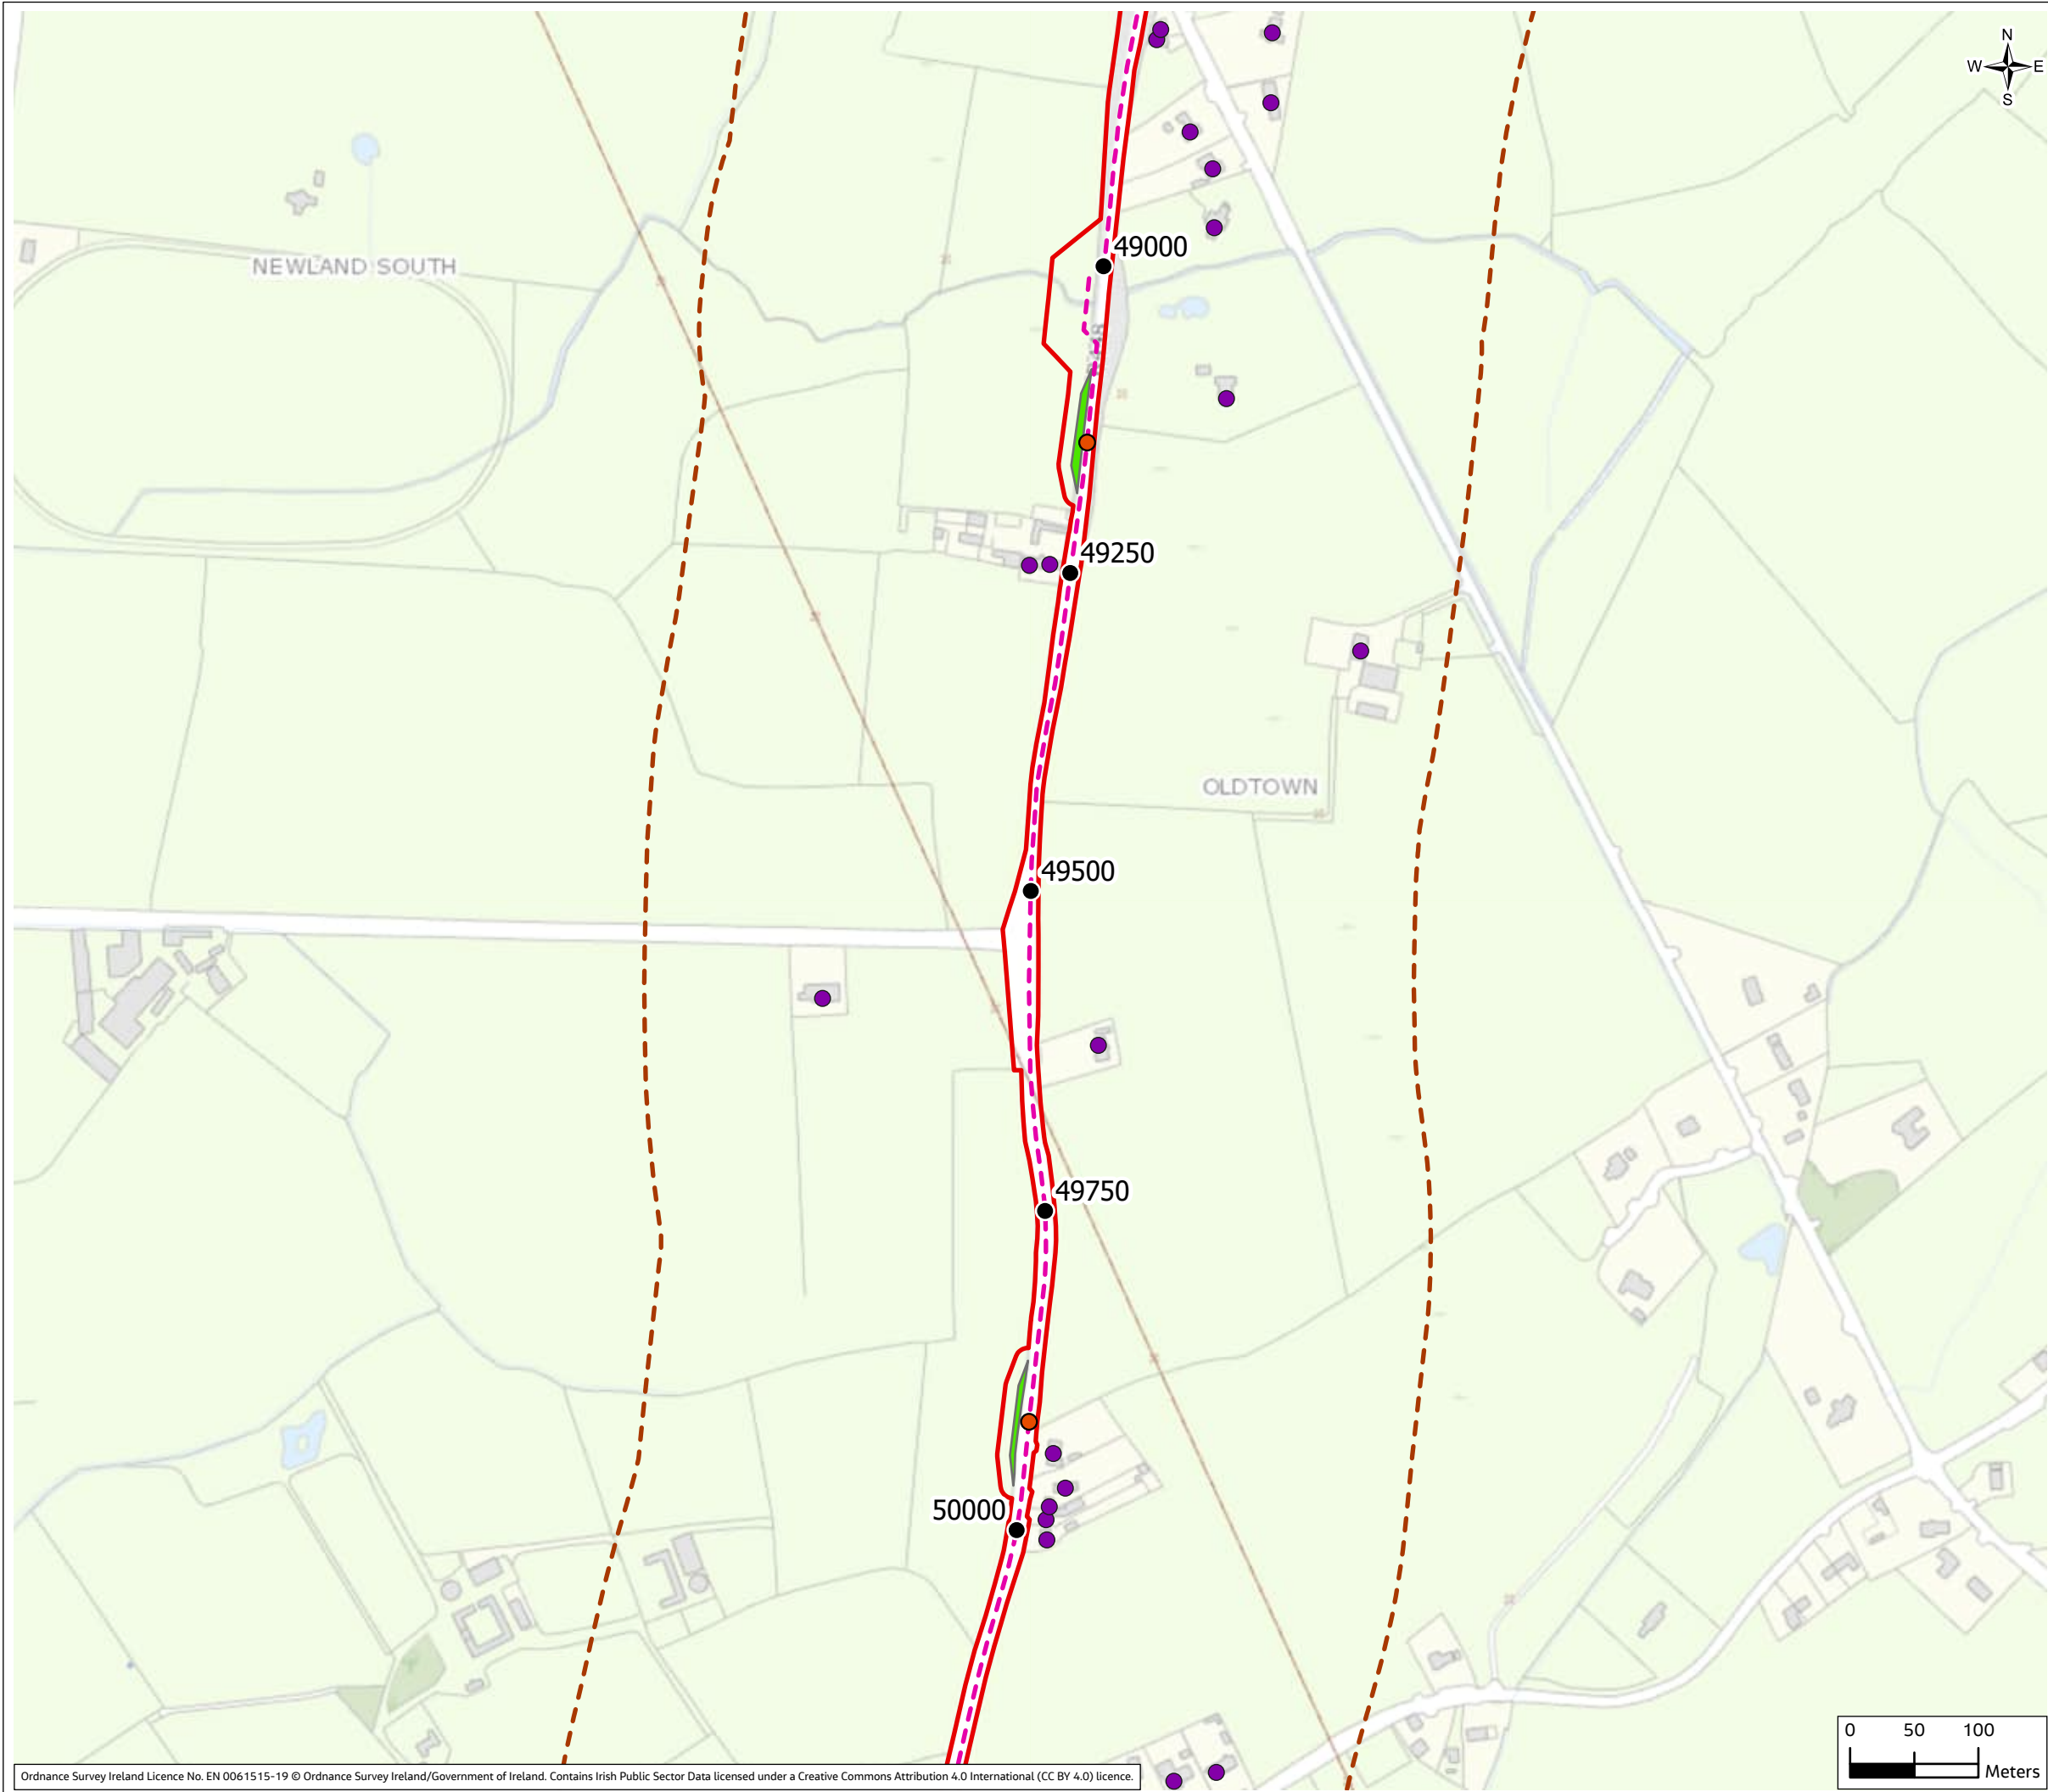 N
W E
S
49000
NEWLAND SOUTH
49250
OLDTOWN
49500
49750
50000
0 50 100
Meters
Ordnance Survey Ireland Licence No. EN 0061515-19 © Ordnance Survey Ireland/Government of Ireland. Contains Irish Public Sector Data licensed under a Creative Commons Attribution 4.0 International (CC BY 4.0) licence.